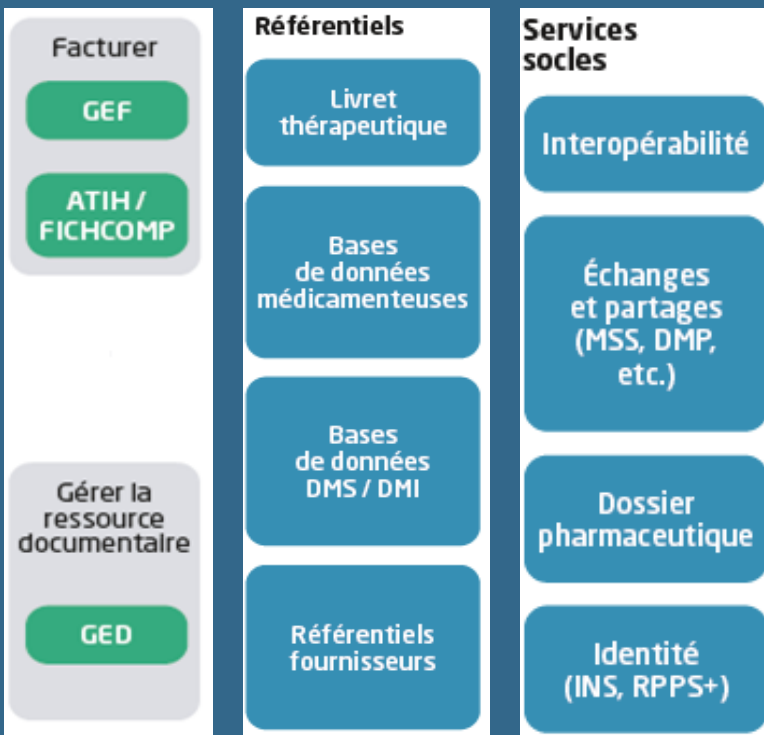 Facturer
GEF
ATIH /
FICHCOMP
Gérer la
ressource
documentaire
GED
Référentiels
Livret
thérapeutique
Bases
de données
médicamenteuses
Bases
de données
DMS / DMI
Référentiels
fournisseurs
Services
socles
Interopérabilité
Échanges
et partages
(MSS, DMP,
etc.)
Dossier
pharmaceutique
Identité
(INS, RPPS+)